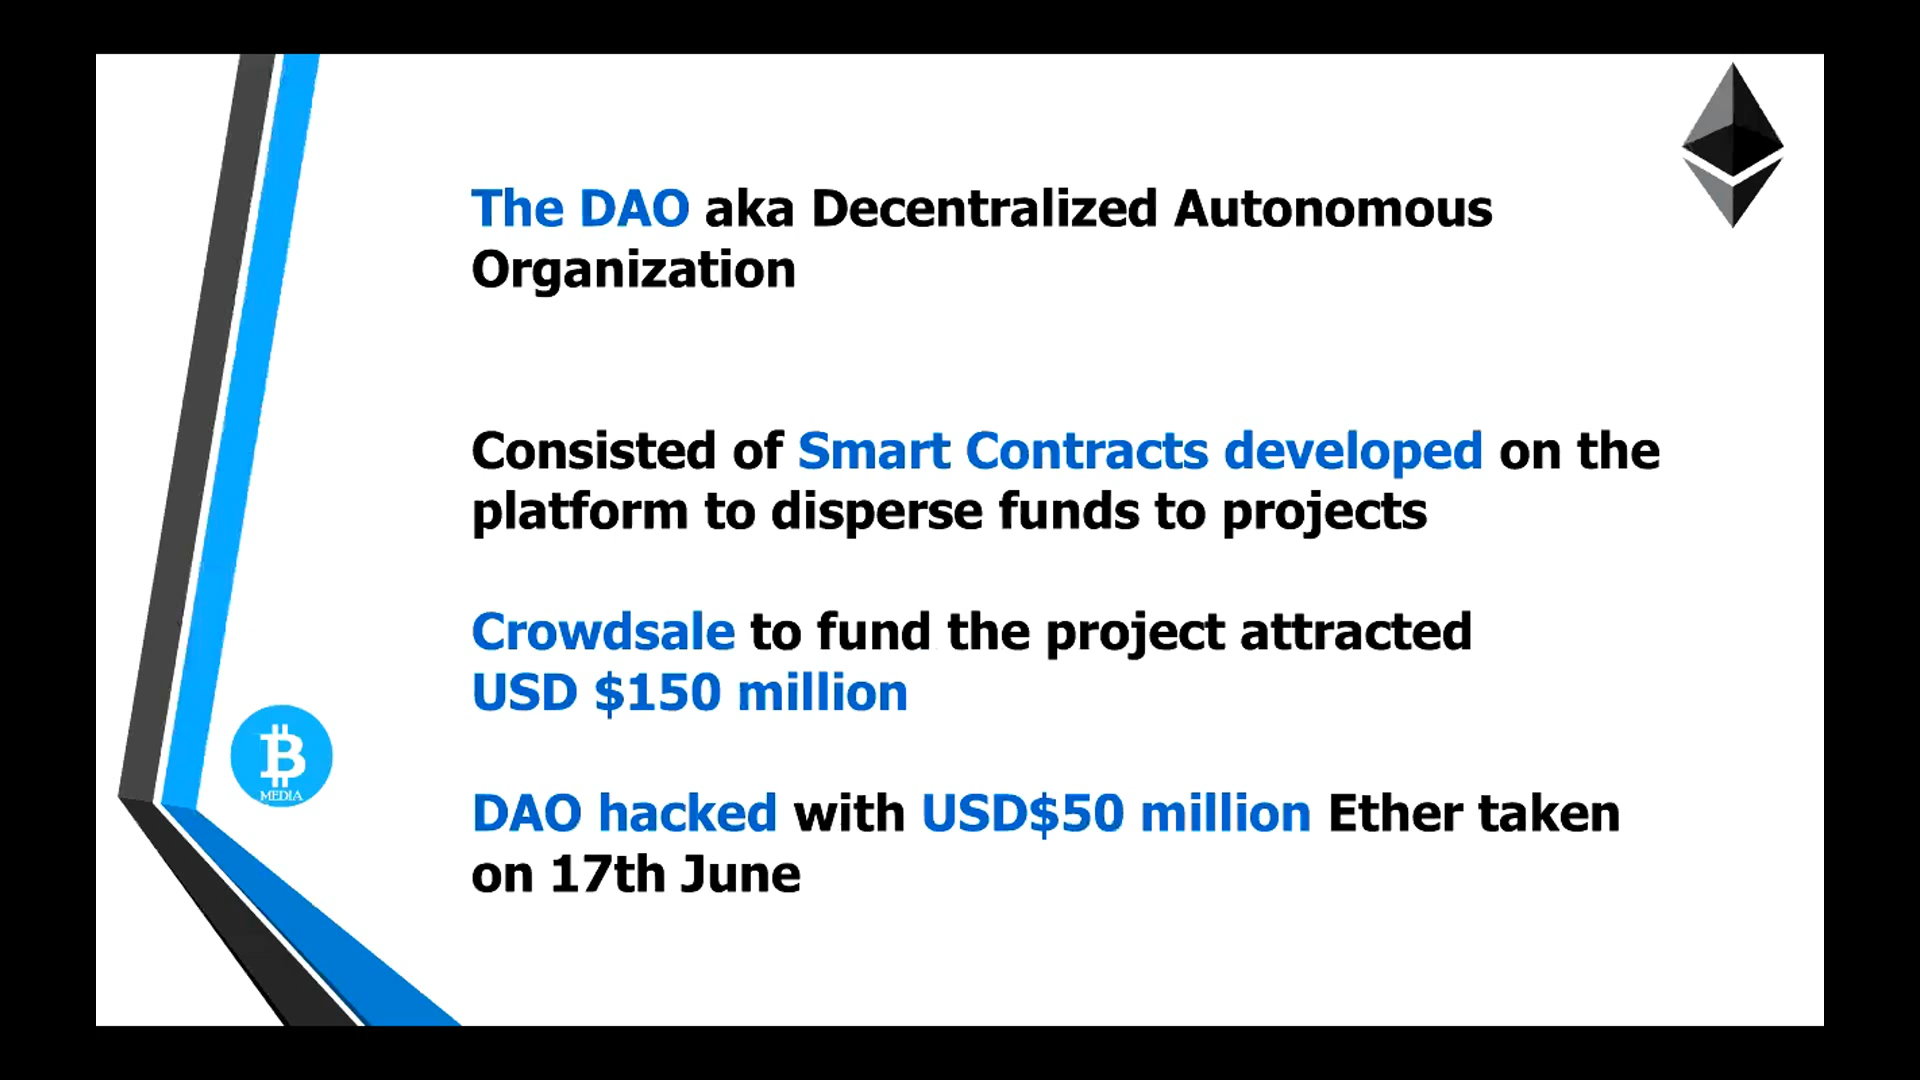 The DAO aka Decentralized Autonomous
Organization
Consisted of Smart Contracts developed on the
platform to disperse funds to projects
Crowdsale to fund the project attracted
USD $150 million
DAO hacked with USD$50 million Ether taken
on 17th June
MEDIA